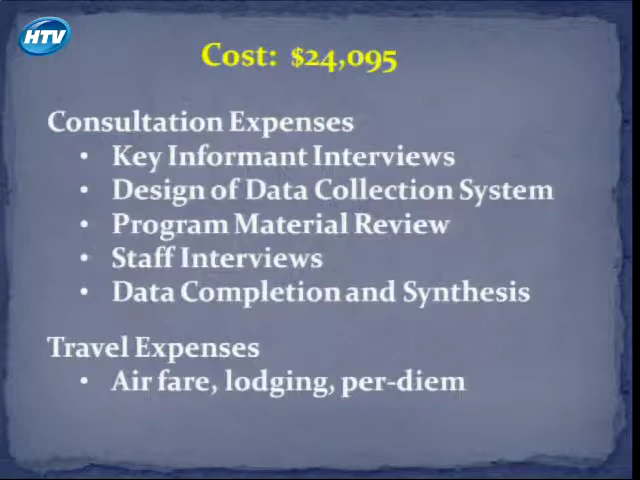 HTV
Cost: $24,095
Consultation Expenses
• Key Informant Interviews
• Design of Data Collection System
• Program Material Review
• Staff Interviews
• Data Completion and Synthesis
Travel Expenses
• Air fare, lodging, per-diem